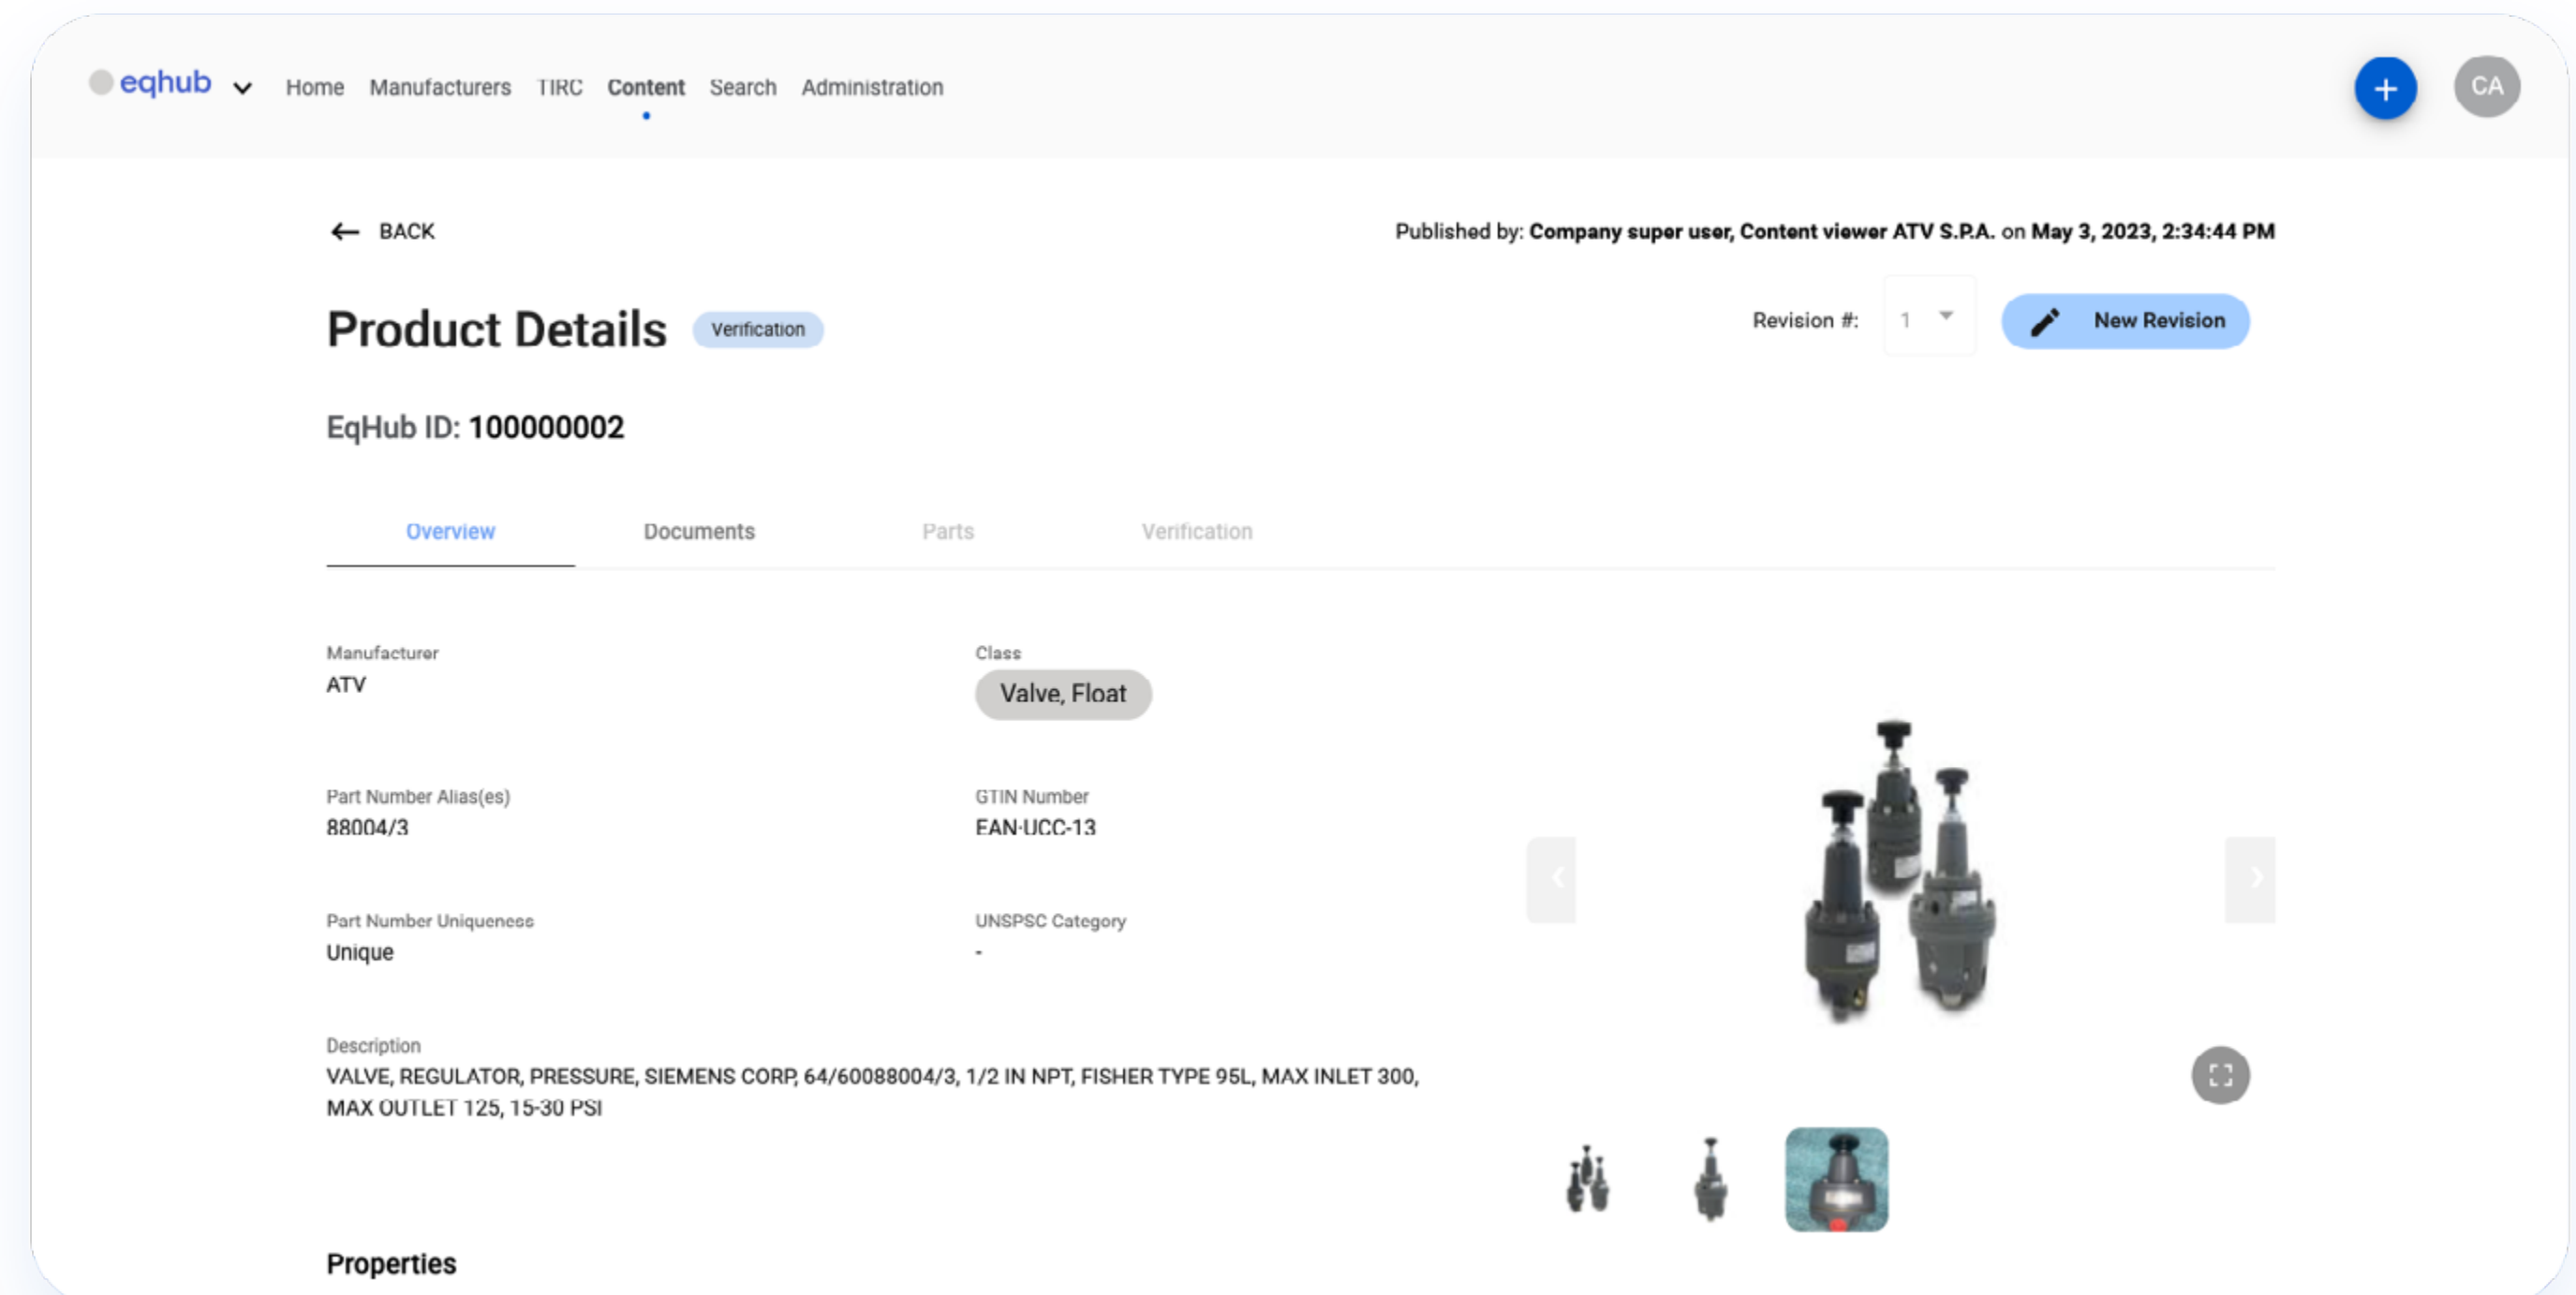 eqhub Home Manufacturers TIRC Content Search Administration + CA
BACK Published by: Company super user, Content viewer ATV S.P.A. on May 3, 2023, 2:34:44 PM
Product Details Verification Revision #: 1 New Revision
EqHub ID: 100000002
Overview Documents Parts Verification
Manufacturer Class
ATV Valve, Float
Part Number Alias(es) GTIN Number
88004/3 EAN-UCC-13
Part Number Uniqueness UNSPSC Category
Unique -
Description
VALVE, REGULATOR, PRESSURE, SIEMENS CORP, 64/60088004/3, 1/2 IN NPT, FISHER TYPE 95L, MAX INLET 300,
MAX OUTLET 125, 15-30 PSI
Properties